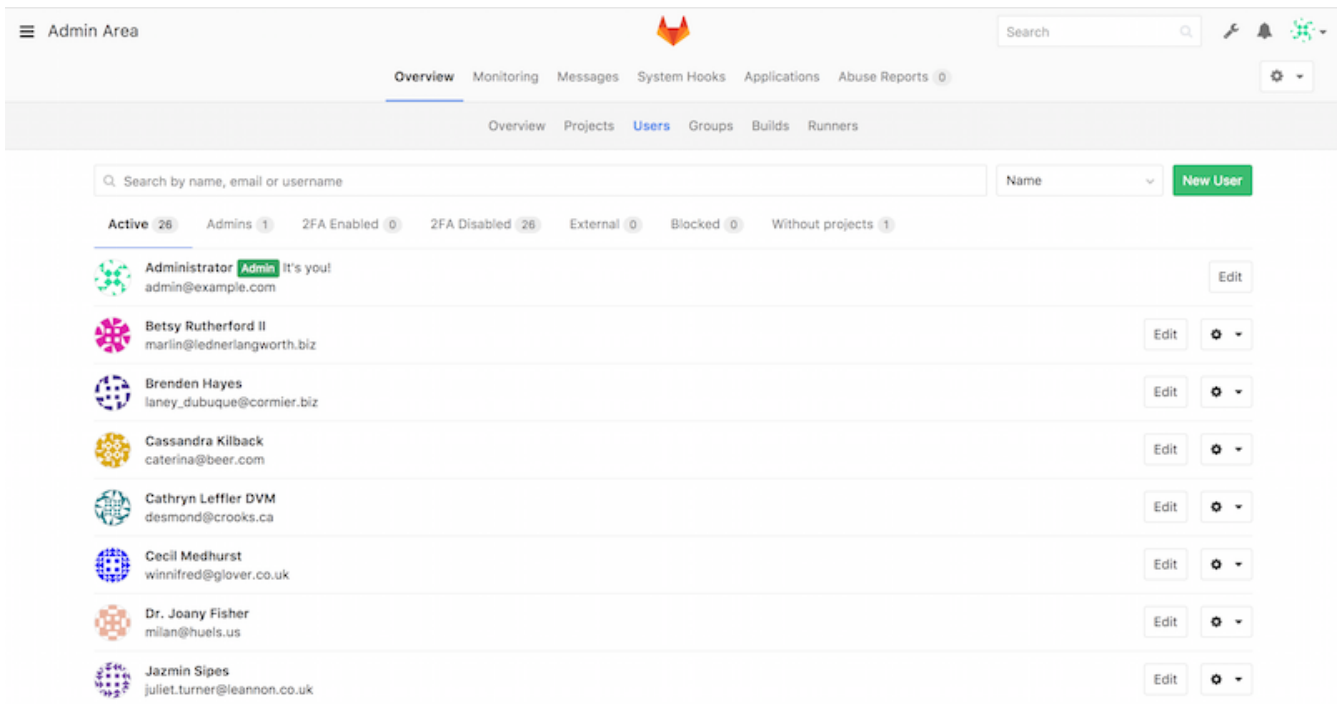 Admin Area
Search
Overview Monitoring Messages System Hooks Applications Abuse Reports 0
Overview Projects Users Groups Builds Runners
Search by name, email or username
Name
New User
Active 26 Admins 1 2FA Enabled 0 2FA Disabled 26 External 0 Blocked 0 Without projects 1
Administrator Admin It's you!
admin@example.com
Edit
Betsy Rutherford II
marlin@lednerlangworth.biz
Edit
Brenden Hayes
laney_dubuque@cormier.biz
Edit
Cassandra Kilback
caterina@beer.com
Edit
Cathryn Leffler DVM
desmond@crooks.ca
Edit
Cecil Medhurst
winnifred@glover.co.uk
Edit
Dr. Joany Fisher
milan@huels.us
Edit
Jazmin Sipes
juliet.turner@leannon.co.uk
Edit